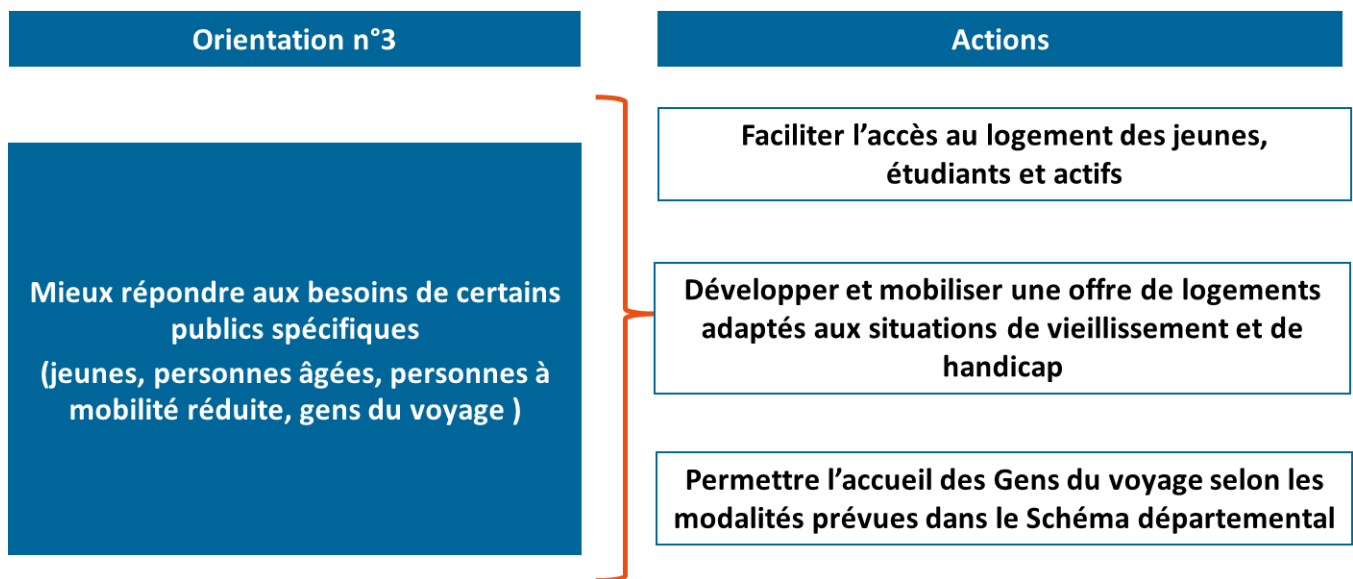 Orientation n°3
Actions
Mieux répondre aux besoins de certains
publics spécifiques
(jeunes, personnes âgées, personnes à
mobilité réduite, gens du voyage )
Faciliter l’accès au logement des jeunes,
étudiants et actifs
Développer et mobiliser une offre de logements
adaptés aux situations de vieillissement et de
handicap
Permettre l’accueil des Gens du voyage selon les
modalités prévues dans le Schéma départemental